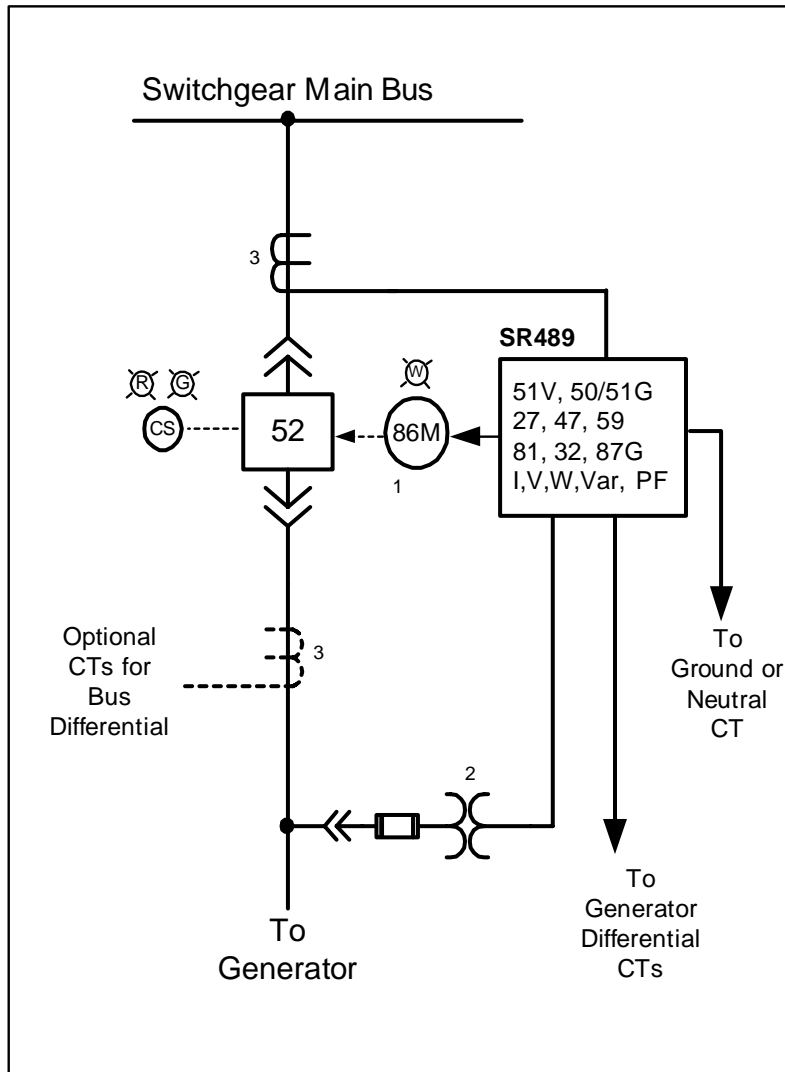 Switchgear Main Bus
3
SR489
R G
W
CS
52
86M
1
51V, 50/51G
27, 47, 59
81, 32, 87G
I,V,W,Var, PF
Optional
CTs for
Bus
Differential
3
To
Ground or
Neutral
CT
2
To
Generator
To
Generator
Differential
CTs